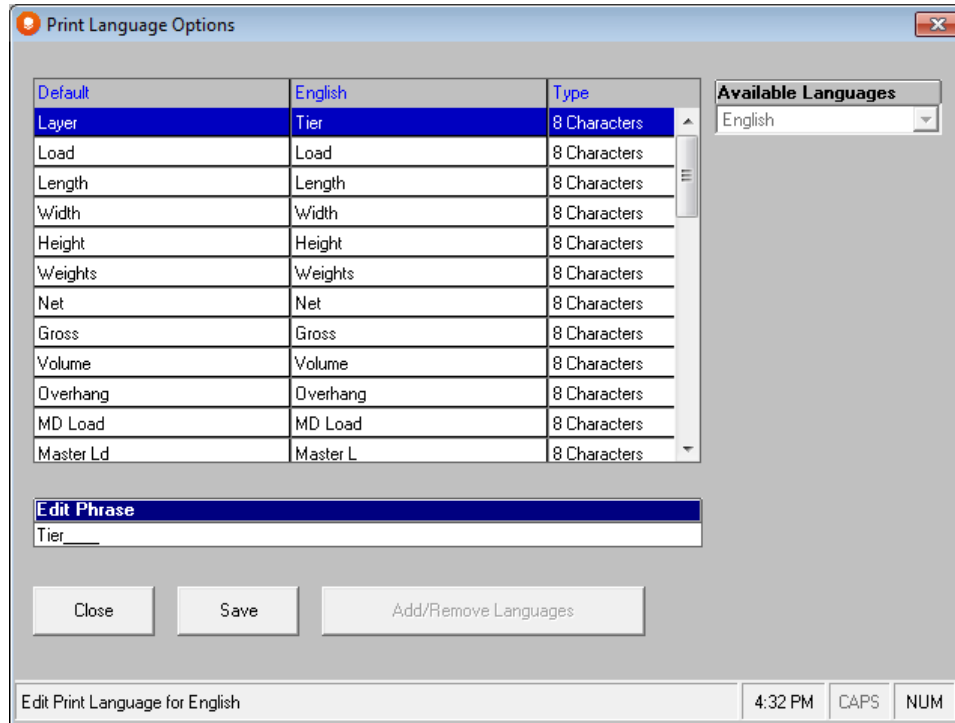 Print Language Options
Default English Type
Layer Tier 8 Characters
Load Load 8 Characters
Length Length 8 Characters
Width Width 8 Characters
Height Height 8 Characters
Weights Weights 8 Characters
Net Net 8 Characters
Gross Gross 8 Characters
Volume Volume 8 Characters
Overhang Overhang 8 Characters
MD Load MD Load 8 Characters
Master Ld Master L 8 Characters
Available Languages
English
Edit Phrase
Tier____
Close Save Add/Remove Languages
Edit Print Language for English 4:32 PM CAPS NUM